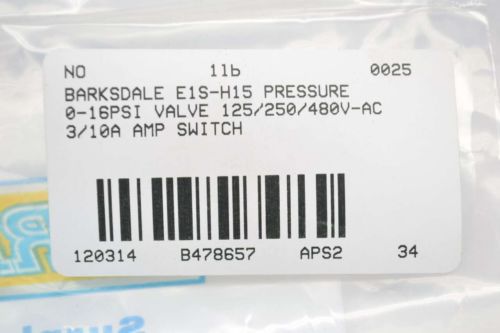 NO 1lb 0025
BARKSDALE E1S-H15 PRESSURE
0-16PSI VALVE 125/250/480V-AC
3/10A AMP SWITCH
120314 B478657 APS2 34